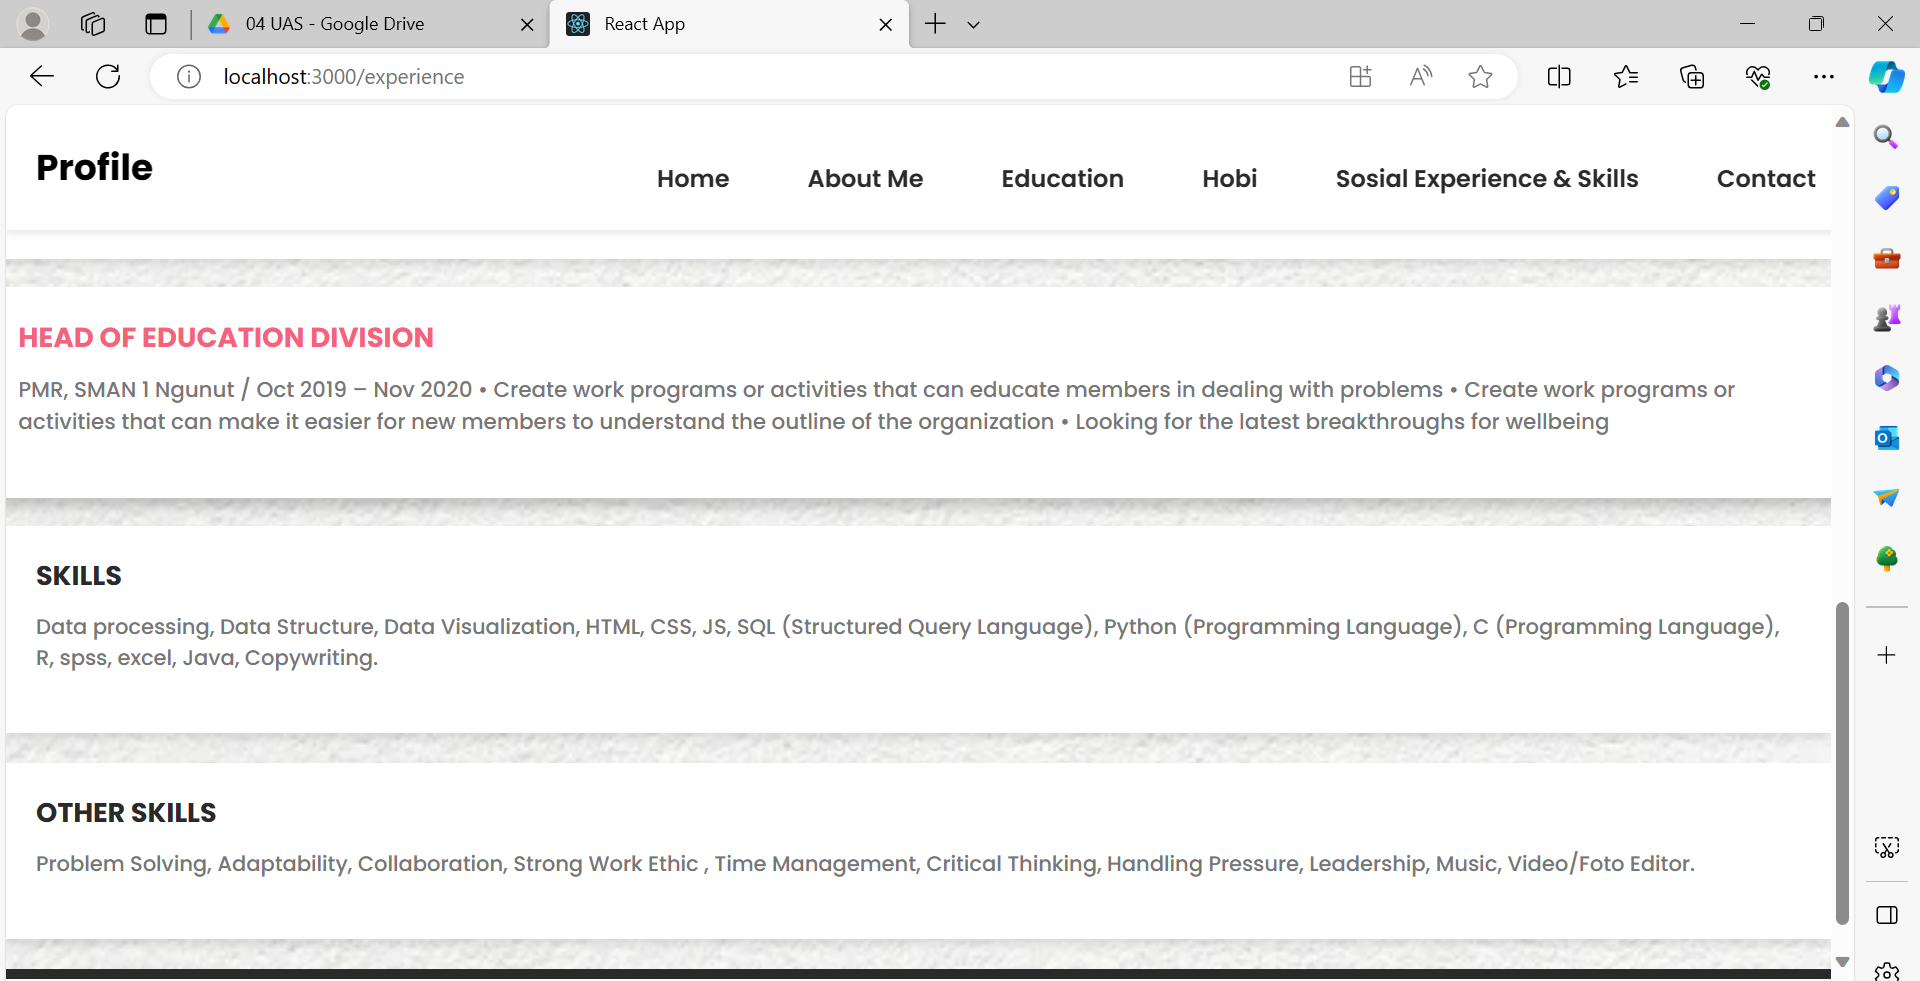 04 UAS - Google Drive
React App
localhost:3000/experience
Profile
Home
About Me
Education
Hobi
Sosial Experience & Skills
Contact
HEAD OF EDUCATION DIVISION
PMR, SMAN 1 Ngunut / Oct 2019 – Nov 2020 • Create work programs or activities that can educate members in dealing with problems • Create work programs or
activities that can make it easier for new members to understand the outline of the organization • Looking for the latest breakthroughs for wellbeing
SKILLS
Data processing, Data Structure, Data Visualization, HTML, CSS, JS, SQL (Structured Query Language), Python (Programming Language), C (Programming Language),
R, spss, excel, Java, Copywriting.
OTHER SKILLS
Problem Solving, Adaptability, Collaboration, Strong Work Ethic , Time Management, Critical Thinking, Handling Pressure, Leadership, Music, Video/Foto Editor.